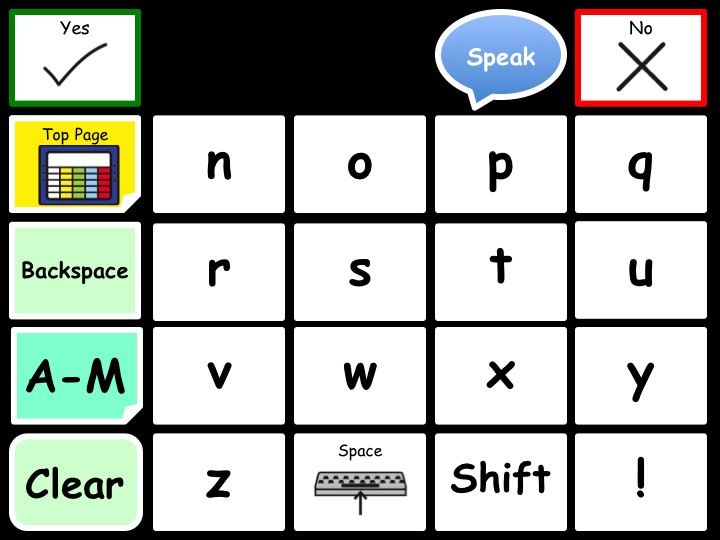 Yes
Speak
No
Top Page
n
o
p
q
Backspace
r
s
t
u
A-M
v
w
x
y
Clear
z
Space
Shift
!